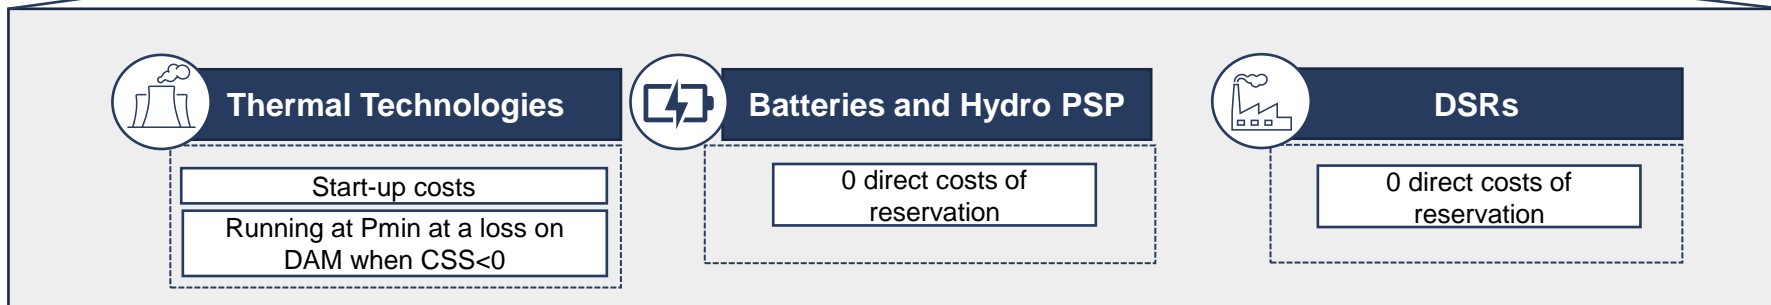 Thermal Technologies
Start-up costs
Running at Pmin at a loss on
DAM when CSS<0
Batteries and Hydro PSP
0 direct costs of
reservation
DSRs
0 direct costs of
reservation